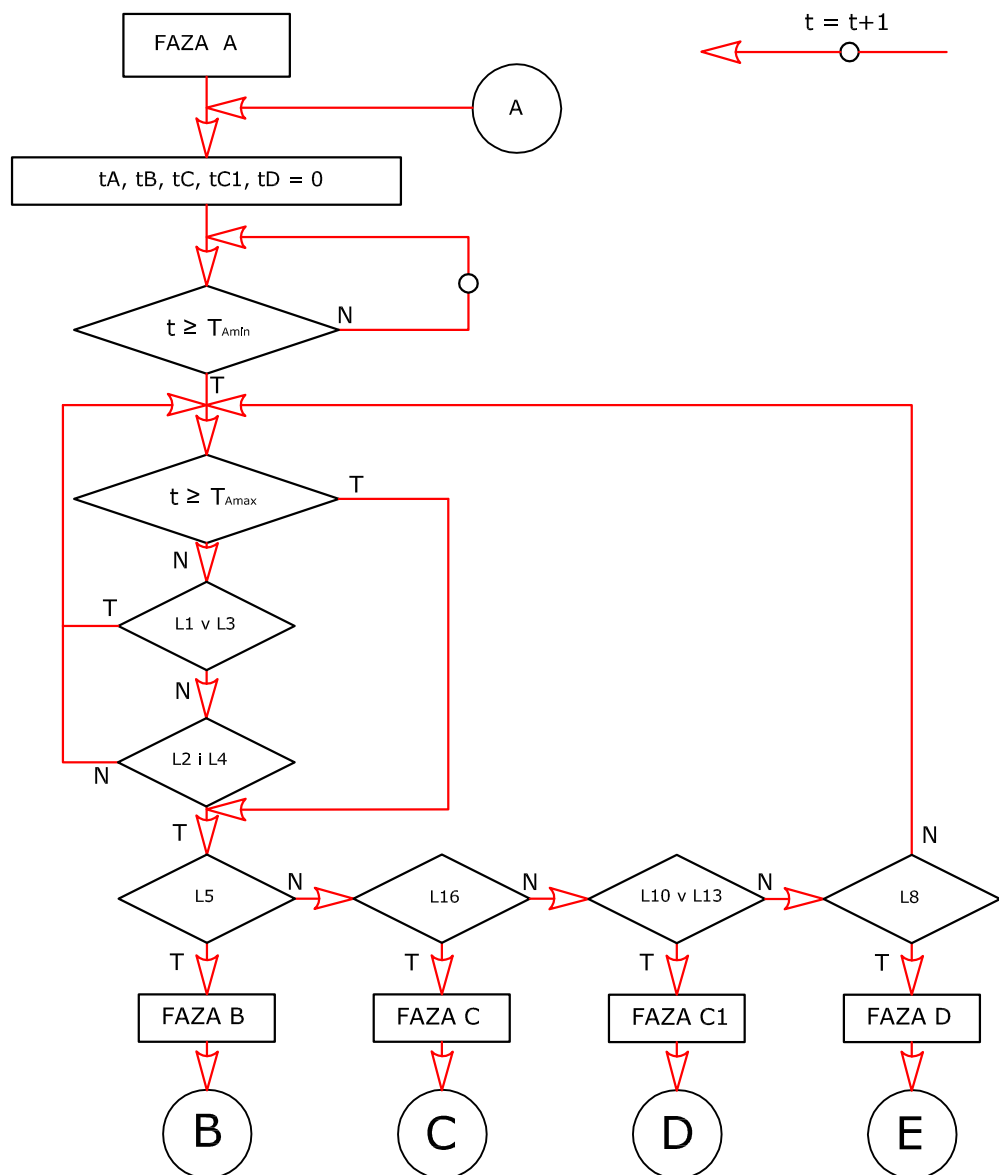 FAZA A
t = t+1
A
tA, tB, tC, tC1, tD = 0
t ≥ TAmin
N
T
t ≥ TAmax
T
N
L1 v L3
T
N
L2 i L4
N
T
L5
N
L16
N
L10 v L13
N
L8
N
T
T
T
T
FAZA B
FAZA C
FAZA C1
FAZA D
B
C
D
E